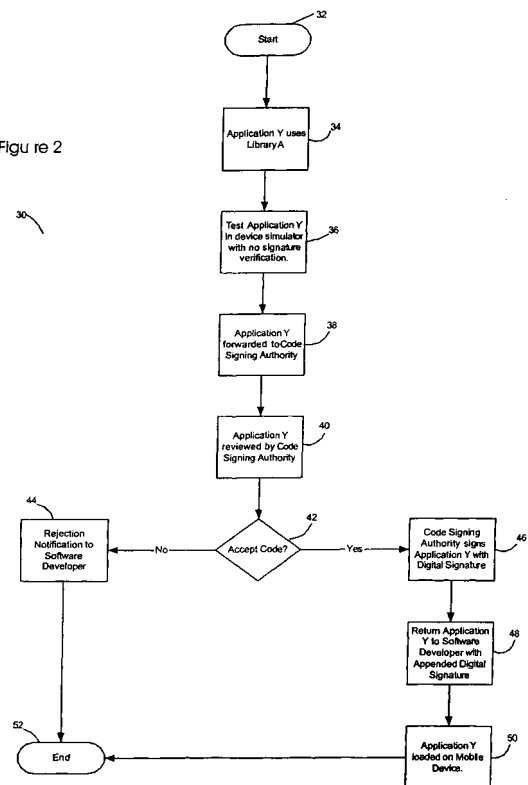 32
Start
Application Y uses
Library A
34
Figu re 2
30
Test Application Y
in device simulator
with no signature
verification.
36
Application Y
forwarded to Code
Signing Authority
38
Application Y
reviewed by Code
Signing Authority
40
42
Accept Code?
No
Yes
44
Rejection
Notification to
Software
Developer
Code Signing
Authority signs
Application Y with
Digital Signature
46
Return Application
Y to Software
Developer with
Appended Digital
Signature
48
52
End
Application Y
loaded on Mobile
Device.
50